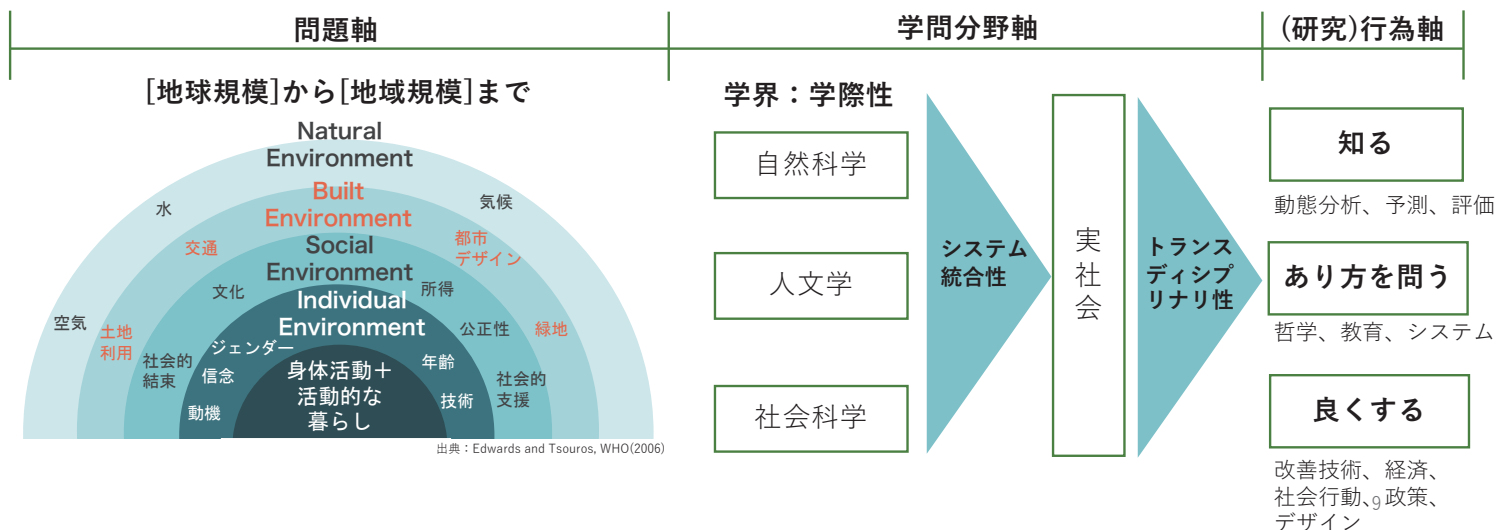 問題軸
学問分野軸
(研究)行為軸
[地球規模]から[地域規模]まで
Natural
Environment
水
気候
Built
Environment
交通
都市
デザイン
Social
Environment
文化
所得
Individual
Environment
空気
土地
利用
公正性
緑地
ジェンダー
年齢
社会的
結束
信念
社会的
支援
動機
技術
身体活動＋
活動的な
暮らし
出典：Edwards and Tsouros, WHO(2006)
学界：学際性
自然科学
人文学
社会科学
システム
統合性
実社会
トランス
ディシプ
リナリ性
知る
動態分析、予測、評価
あり方を問う
哲学、教育、システム
良くする
改善技術、経済、
社会行動、政策、
デザイン
9